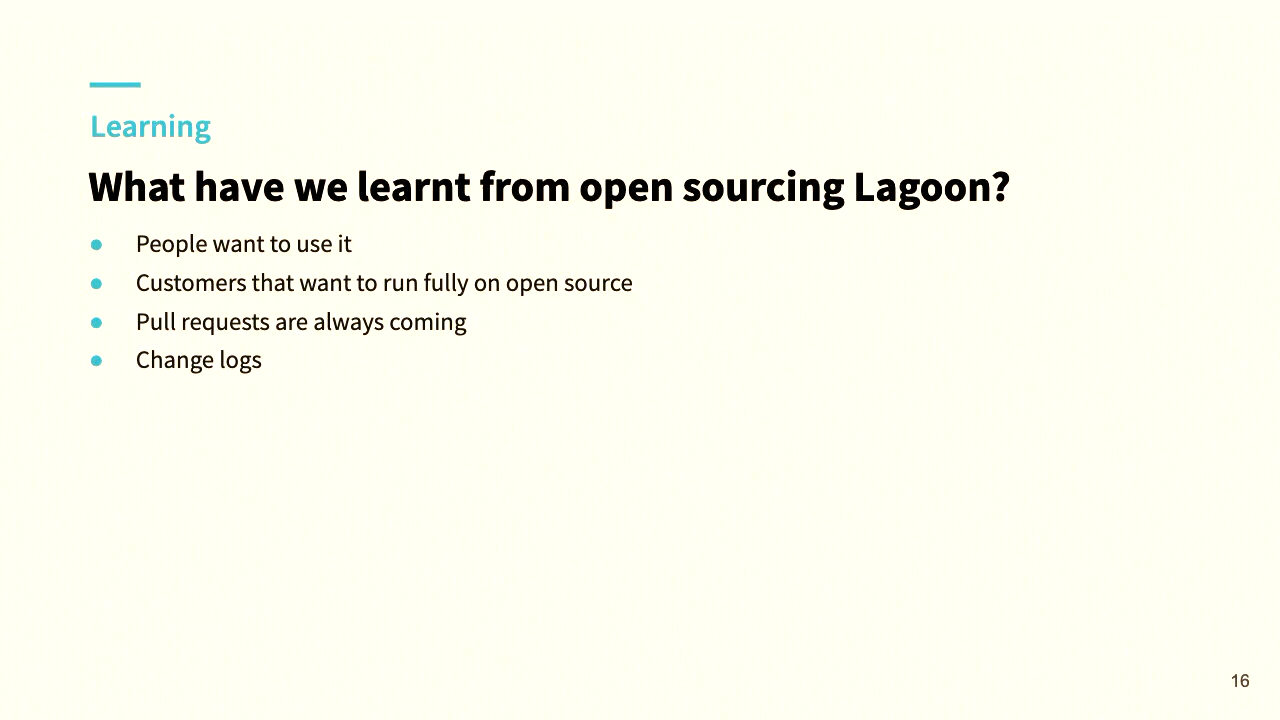 Learning
What have we learnt from open sourcing Lagoon?
● People want to use it
● Customers that want to run fully on open source
● Pull requests are always coming
● Change logs
16